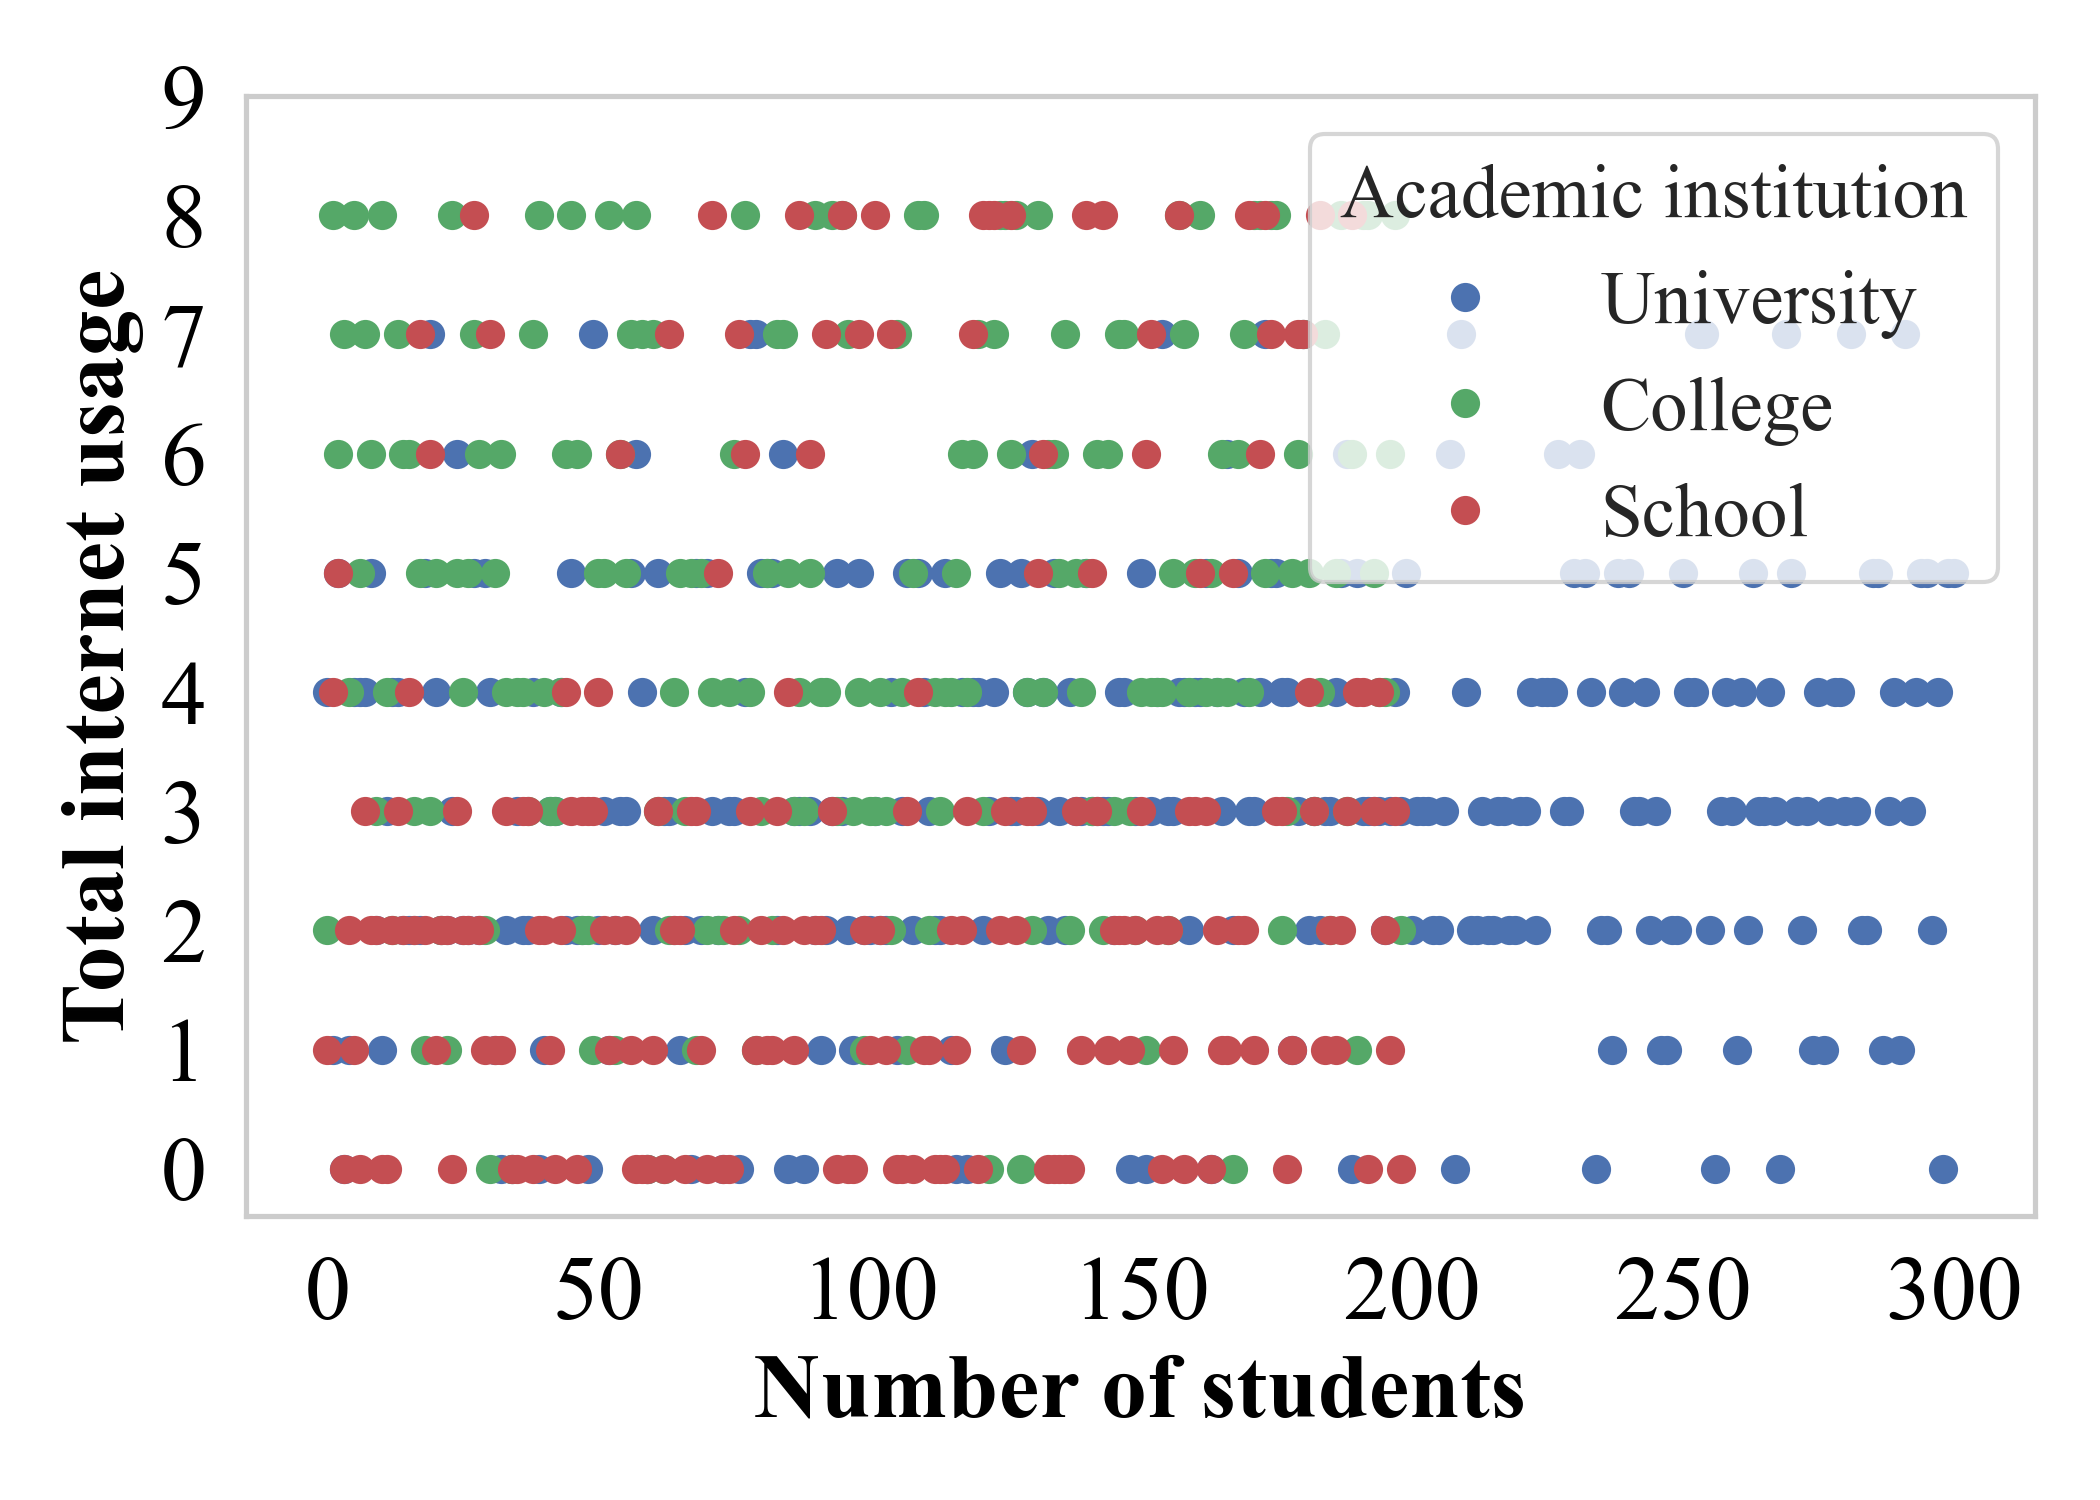 Total internet usage
9
8
7
6
5
4
3
2
1
0
Academic institution
University
College
School
0 50 100 150 200 250 300
Number of students